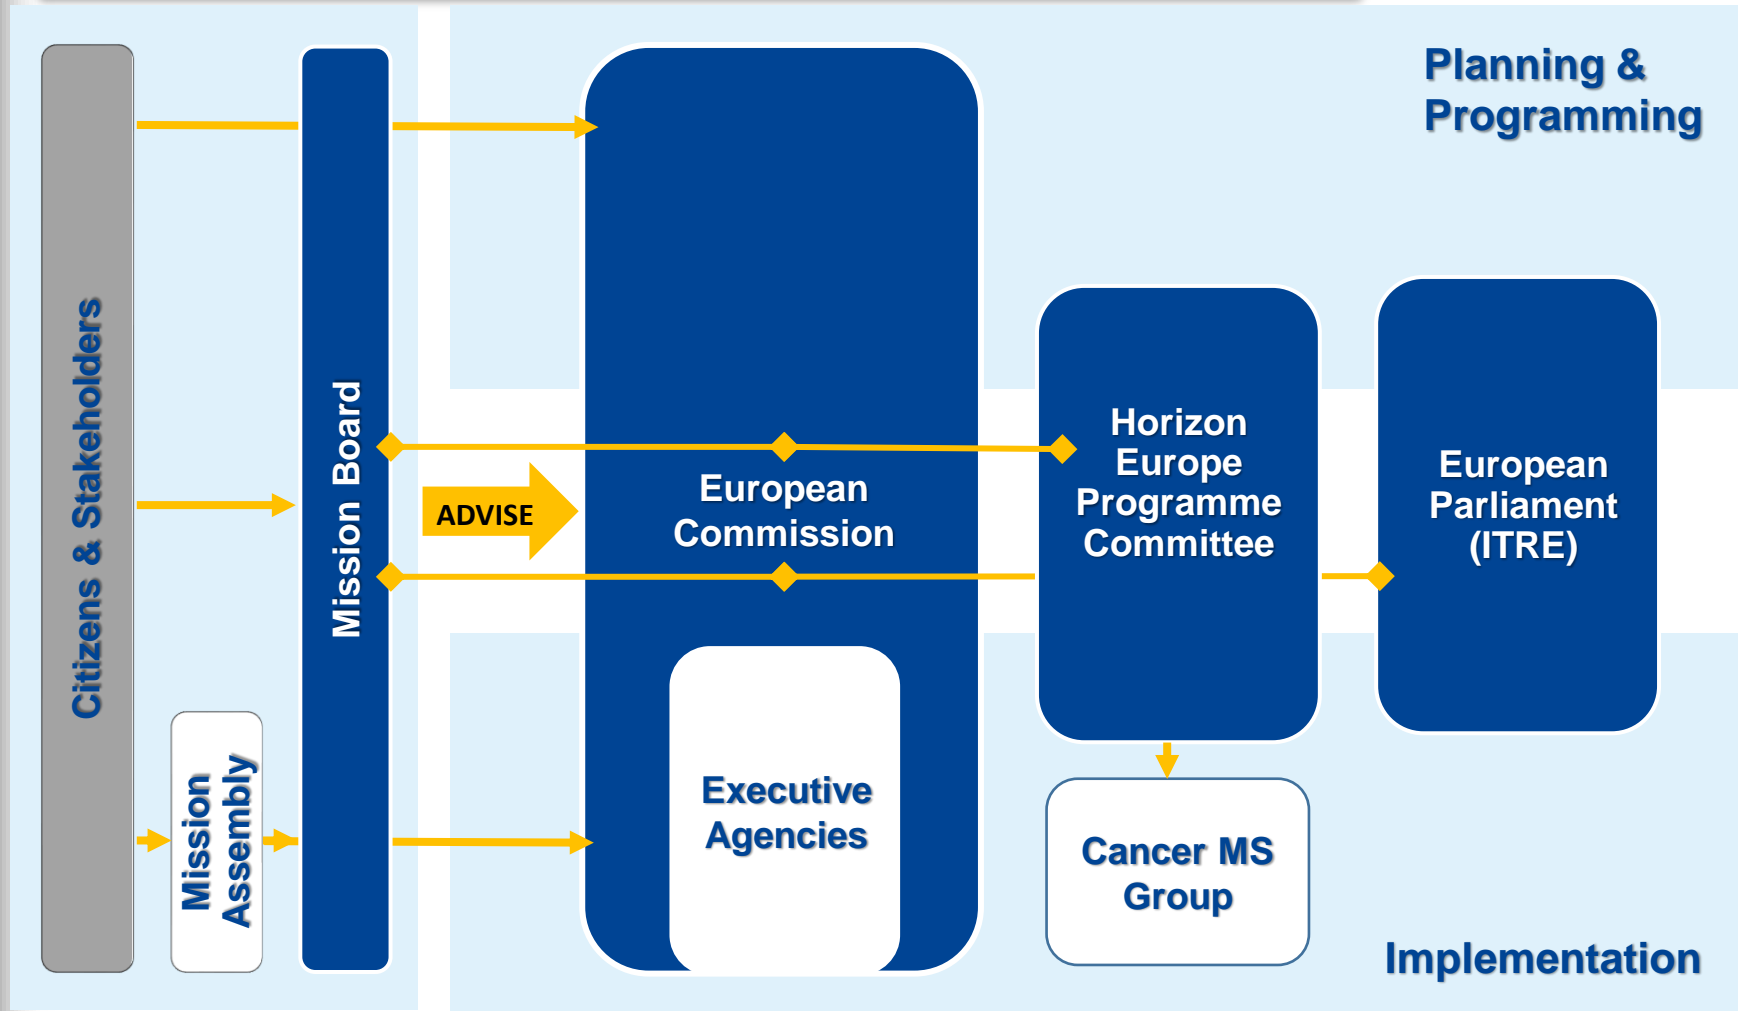 Planning &
Programming
Citizens & Stakeholders
Mission Board
ADVISE
European
Commission
Horizon
Europe
Programme
Committee
European
Parliament
(ITRE)
Mission
Assembly
Executive
Agencies
Cancer MS
Group
Implementation